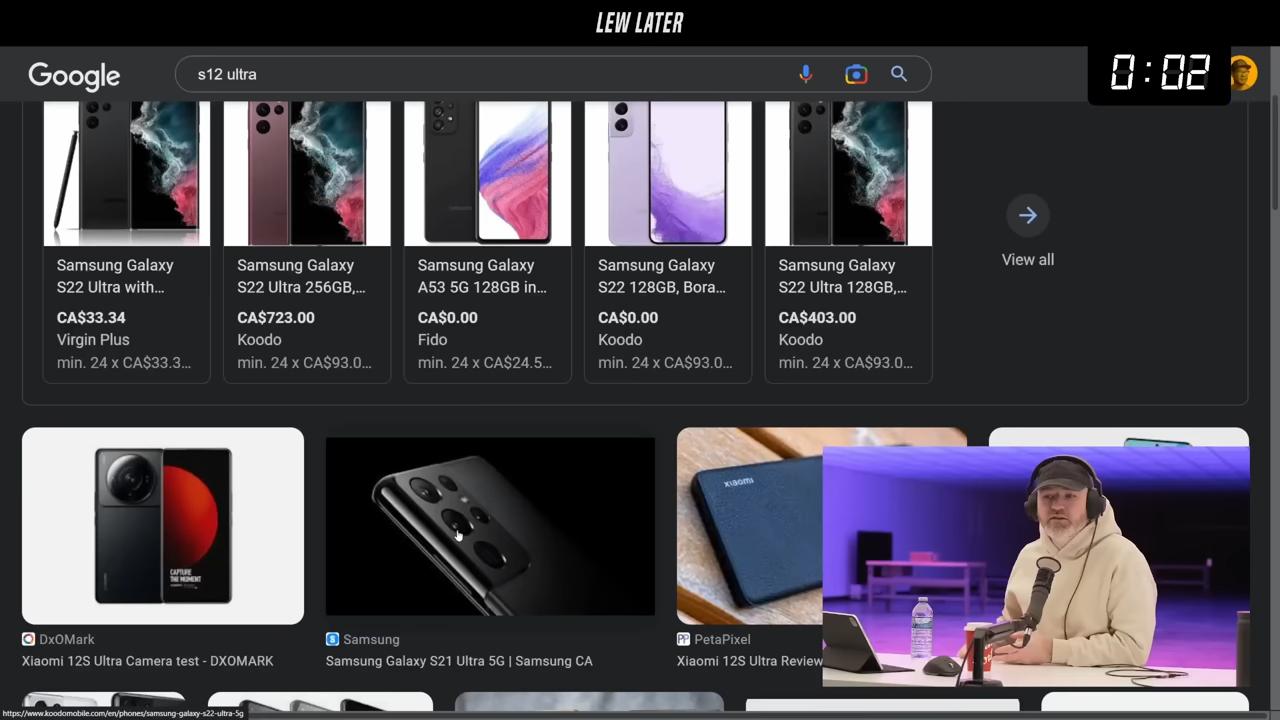 LEW LATER
Google
s12 ultra
0:02
Samsung Galaxy
S22 Ultra with...
CA$33.34
Virgin Plus
min. 24 x CA$33.3...
Samsung Galaxy
S22 Ultra 256GB,...
CA$723.00
Koodo
min. 24 x CA$93.0...
Samsung Galaxy
A53 5G 128GB in...
CA$0.00
Fido
min. 24 x CA$24.5...
Samsung Galaxy
S22 128GB, Bora...
CA$0.00
Koodo
Samsung Galaxy
S22 Ultra 128GB,...
CA$403.00
Koodo
min. 24 x CA$93.0...
View all
CAPTURE
THE MOMENT
xiaomi
DxOMark
Xiaomi 12S Ultra Camera test - DXOMARK
Samsung
Samsung Galaxy S21 Ultra 5G | Samsung CA
PetaPixel
Xiaomi 12S Ultra Review
https://www.koodomobile.com/en/phones/samsung-galaxy-s22-ultra-5g